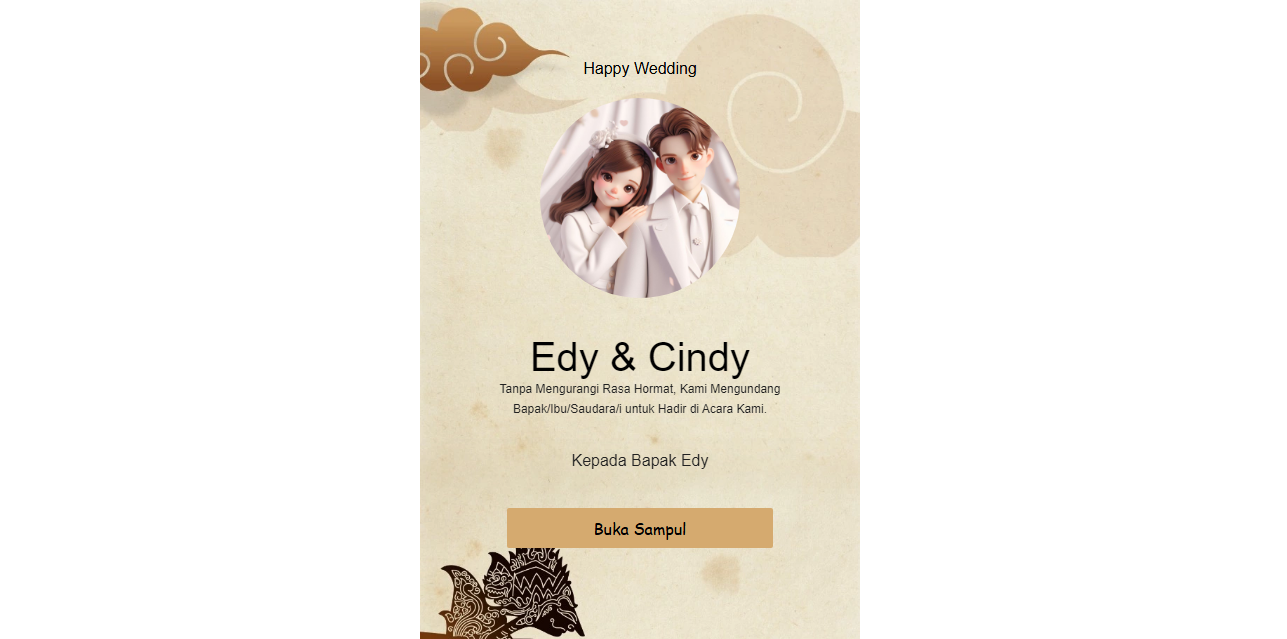 Happy Wedding
Edy & Cindy
Tanpa Mengurangi Rasa Hormat, Kami Mengundang
Bapak/Ibu/Saudara/i untuk Hadir di Acara Kami.
Kepada Bapak Edy
Buka Sampul